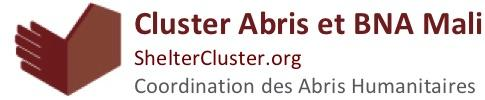 Cluster Abris et BNA Mali
ShelterCluster.org
Coordination des Abris Humanitaires